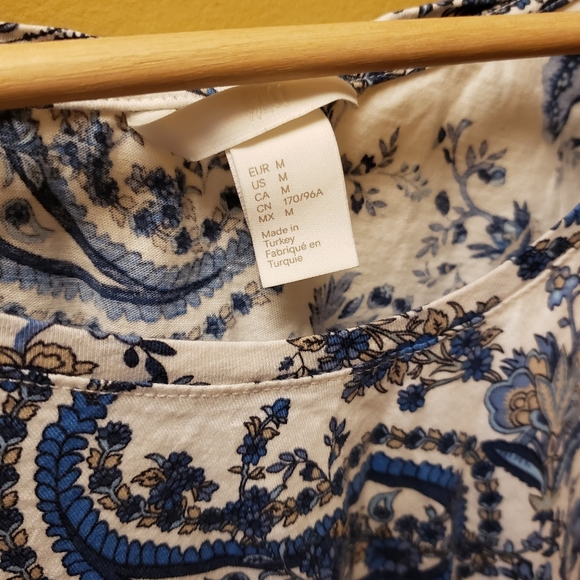 EUR M
US M
CA M
CN 170/96A
MX M
Made in
Turkey
Fabriqué en
Turquie